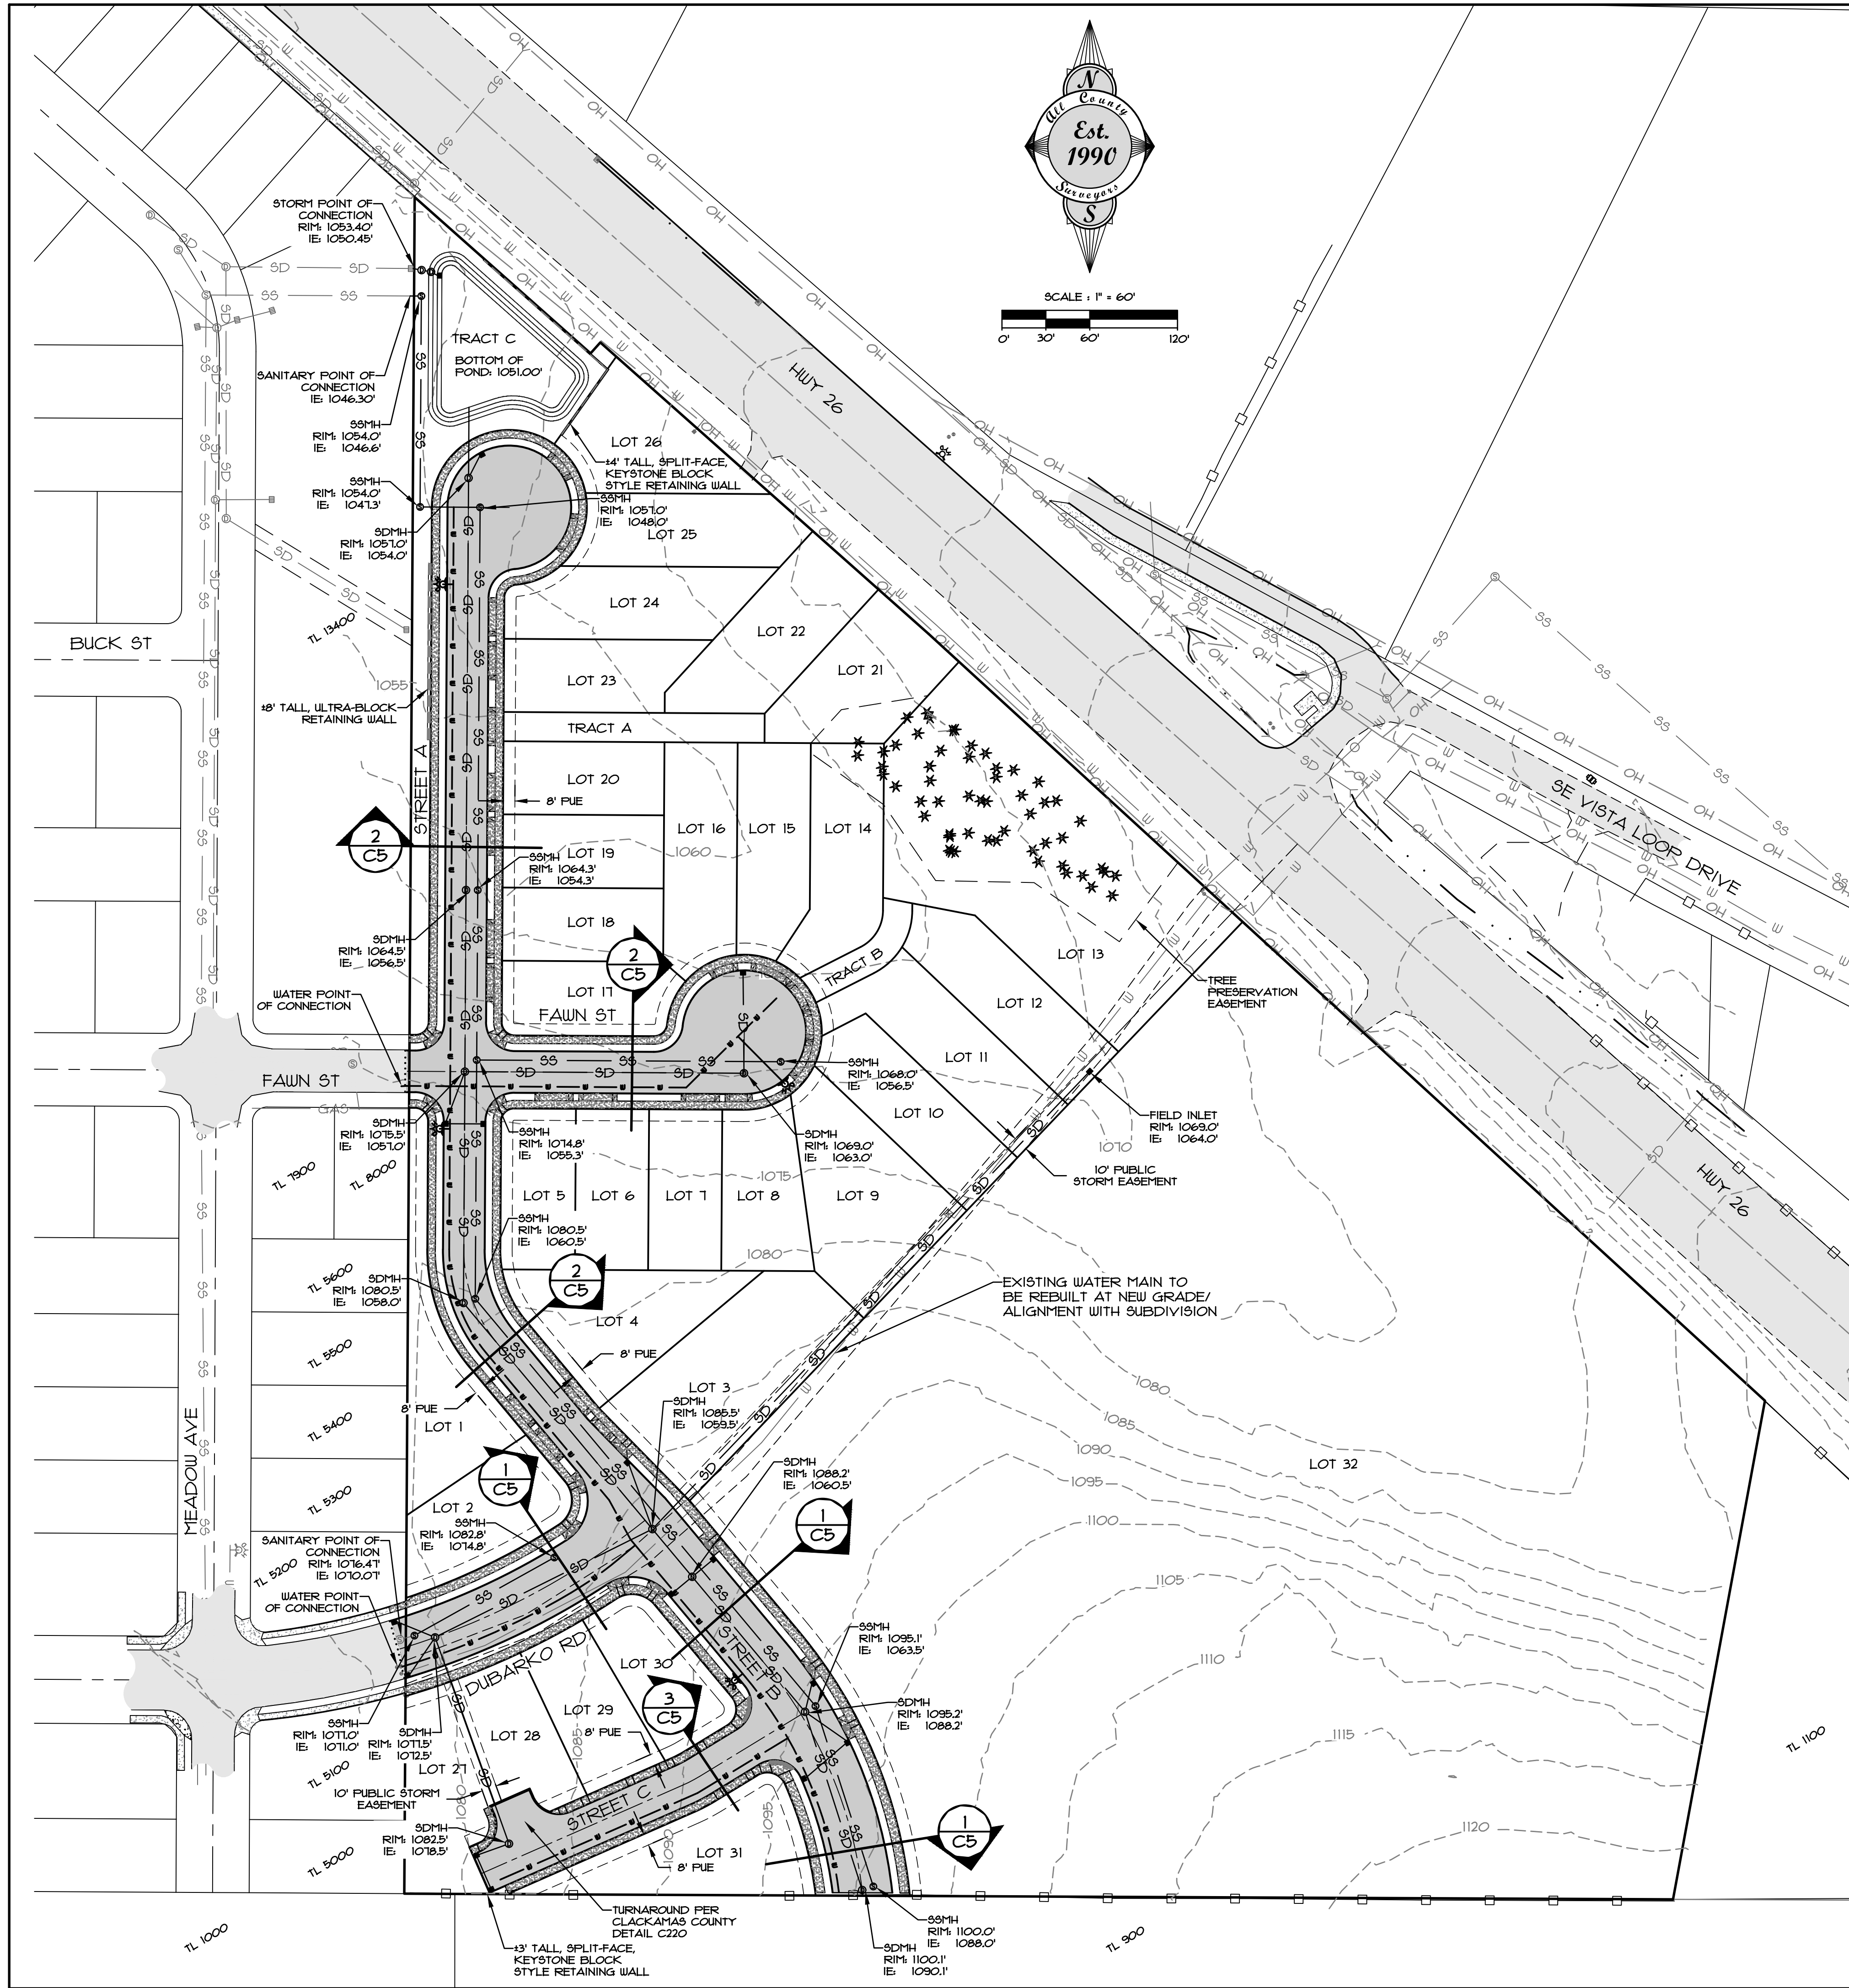 N
All County
Est.
1990
Surveyors
S
SCALE : 1" = 60'
0' 30' 60' 120'
HWY 26
STORM POINT OF
CONNECTION
RIM: 1053.40'
IE: 1050.45'
TRACT C
BOTTOM OF
POND: 1051.00'
SANITARY POINT OF
CONNECTION
IE: 1046.30'
SSMH
RIM: 1054.0'
IE: 1046.6'
SSMH
RIM: 1054.0'
IE: 1047.3'
SDMH
RIM: 1057.0'
IE: 1054.0'
LOT 26
±4' TALL, SPLIT-FACE,
KEYSTONE BLOCK
STYLE RETAINING WALL
SSMH
RIM: 1057.0'
IE: 1048.0'
LOT 25
LOT 24
LOT 22
LOT 23
LOT 21
TRACT A
BUCK ST
TL 13400
1055
±8' TALL, ULTRA-BLOCK
RETAINING WALL
STREET A
LOT 20
8' PUE
LOT 16
LOT 15
LOT 14
1060
2
C5
LOT 19
SSMH
RIM: 1064.3'
IE: 1054.3'
LOT 18
SDMH
RIM: 1064.5'
IE: 1056.5'
2
C5
LOT 17
FAWN ST
WATER POINT
OF CONNECTION
TRACT B
LOT 13
LOT 12
TREE
PRESERVATION
EASEMENT
SE VISTA LOOP DRIVE
FAWN ST
GAS
LOT 11
SSMH
RIM: 1068.0'
IE: 1056.5'
LOT 10
SDMH
RIM: 1075.5'
IE: 1057.0'
SSMH
RIM: 1074.8'
IE: 1055.3'
SDMH
RIM: 1069.0'
IE: 1063.0'
FIELD INLET
RIM: 1069.0'
IE: 1064.0'
1070
10' PUBLIC
STORM EASEMENT
HWY 26
TL 7900
TL 8000
1075
LOT 5
LOT 6
LOT 7
LOT 8
LOT 9
SSMH
RIM: 1080.5'
IE: 1060.5'
1080
TL 5600
SDMH
RIM: 1080.5'
IE: 1058.0'
2
C5
EXISTING WATER MAIN TO
BE REBUILT AT NEW GRADE/
ALIGNMENT WITH SUBDIVISION
LOT 4
8' PUE
TL 5500
LOT 3
SDMH
RIM: 1085.5'
IE: 1059.5'
1080
8' PUE
LOT 1
TL 5400
1085
1090
1095
LOT 32
MEADOW AVE
TL 5300
1
C5
SDMH
RIM: 1088.2'
IE: 1060.5'
LOT 2
SSMH
RIM: 1082.8'
IE: 1074.8'
1
C5
1100
SANITARY POINT OF
CONNECTION
RIM: 1076.47'
IE: 1070.07'
TL 5200
WATER POINT
OF CONNECTION
1105
DUBARKO RD
STREET B
LOT 30
SSMH
RIM: 1095.1'
IE: 1063.5'
1110
3
C5
SDMH
RIM: 1095.2'
IE: 1088.2'
SSMH
RIM: 1077.0'
IE: 1071.0'
SDMH
RIM: 1077.5'
IE: 1072.5'
LOT 29
8' PUE
LOT 28
1085
1115
TL 1100
TL 5100
LOT 27
10' PUBLIC STORM
EASEMENT
1080
STREET C
1095
SDMH
RIM: 1082.5'
IE: 1078.5'
1
C5
1120
TL 5000
1090
LOT 31
8' PUE
TURNAROUND PER
CLACKAMAS COUNTY
DETAIL C220
±3' TALL, SPLIT-FACE,
KEYSTONE BLOCK
STYLE RETAINING WALL
TL 1000
SSMH
RIM: 1100.0'
IE: 1088.0'
SDMH
RIM: 1100.1'
IE: 1090.1'
TL 900